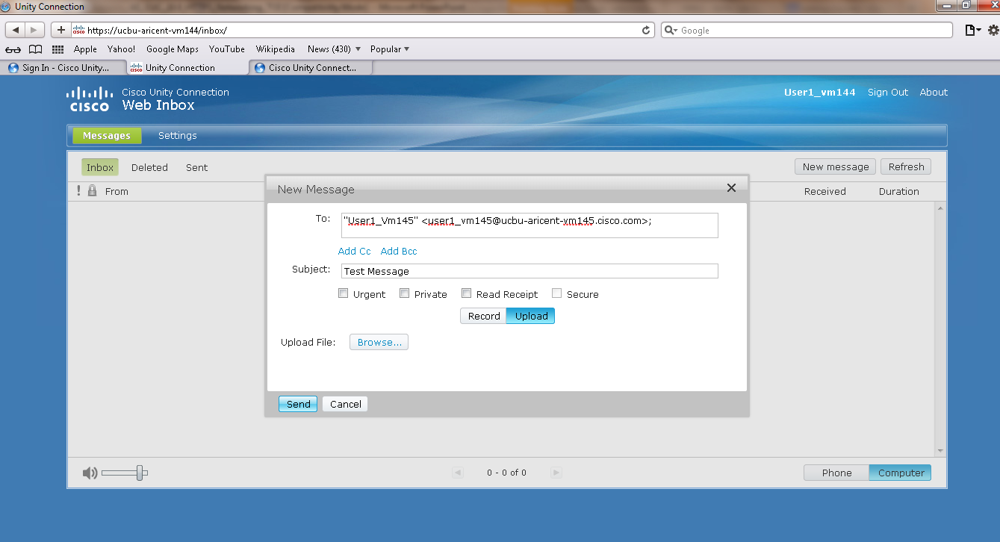 Unity Connection
https://ucbu-aricent-vm144/inbox/
Google
Apple Yahoo! Google Maps YouTube Wikipedia News (430) Popular
Sign In - Cisco Unity... Unity Connection Cisco Unity Connect...
Cisco Unity Connection
cisco Web Inbox
User1_vm144 Sign Out About
Messages Settings
Inbox Deleted Sent New message Refresh
! From Received Duration
New Message
To: "User1_Vm145" <user1_vm145@ucbu-aricent-vm145.cisco.com>;
Add Cc Add Bcc
Subject: Test Message
Urgent Private Read Receipt Secure
Record Upload
Upload File: Browse...
Send Cancel
0 - 0 of 0
Phone Computer